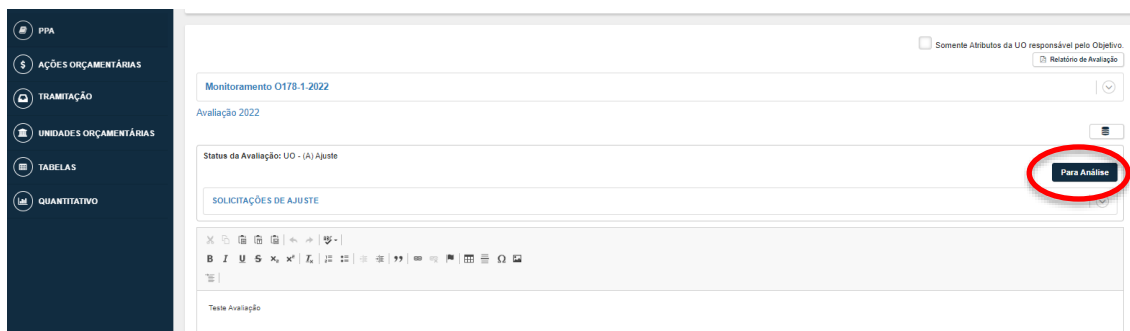 PPA
AÇÕES ORÇAMENTÁRIAS
TRAMITAÇÃO
UNIDADES ORÇAMENTÁRIAS
TABELAS
QUANTITATIVO
Somente Atributos da UO responsável pelo Objetivo.
Relatório de Avaliação
Monitoramento O178-1-2022
Avaliação 2022
Status da Avaliação: UO - (A) Ajuste
Para Análise
SOLICITAÇÕES DE AJUSTE
Teste Avaliação